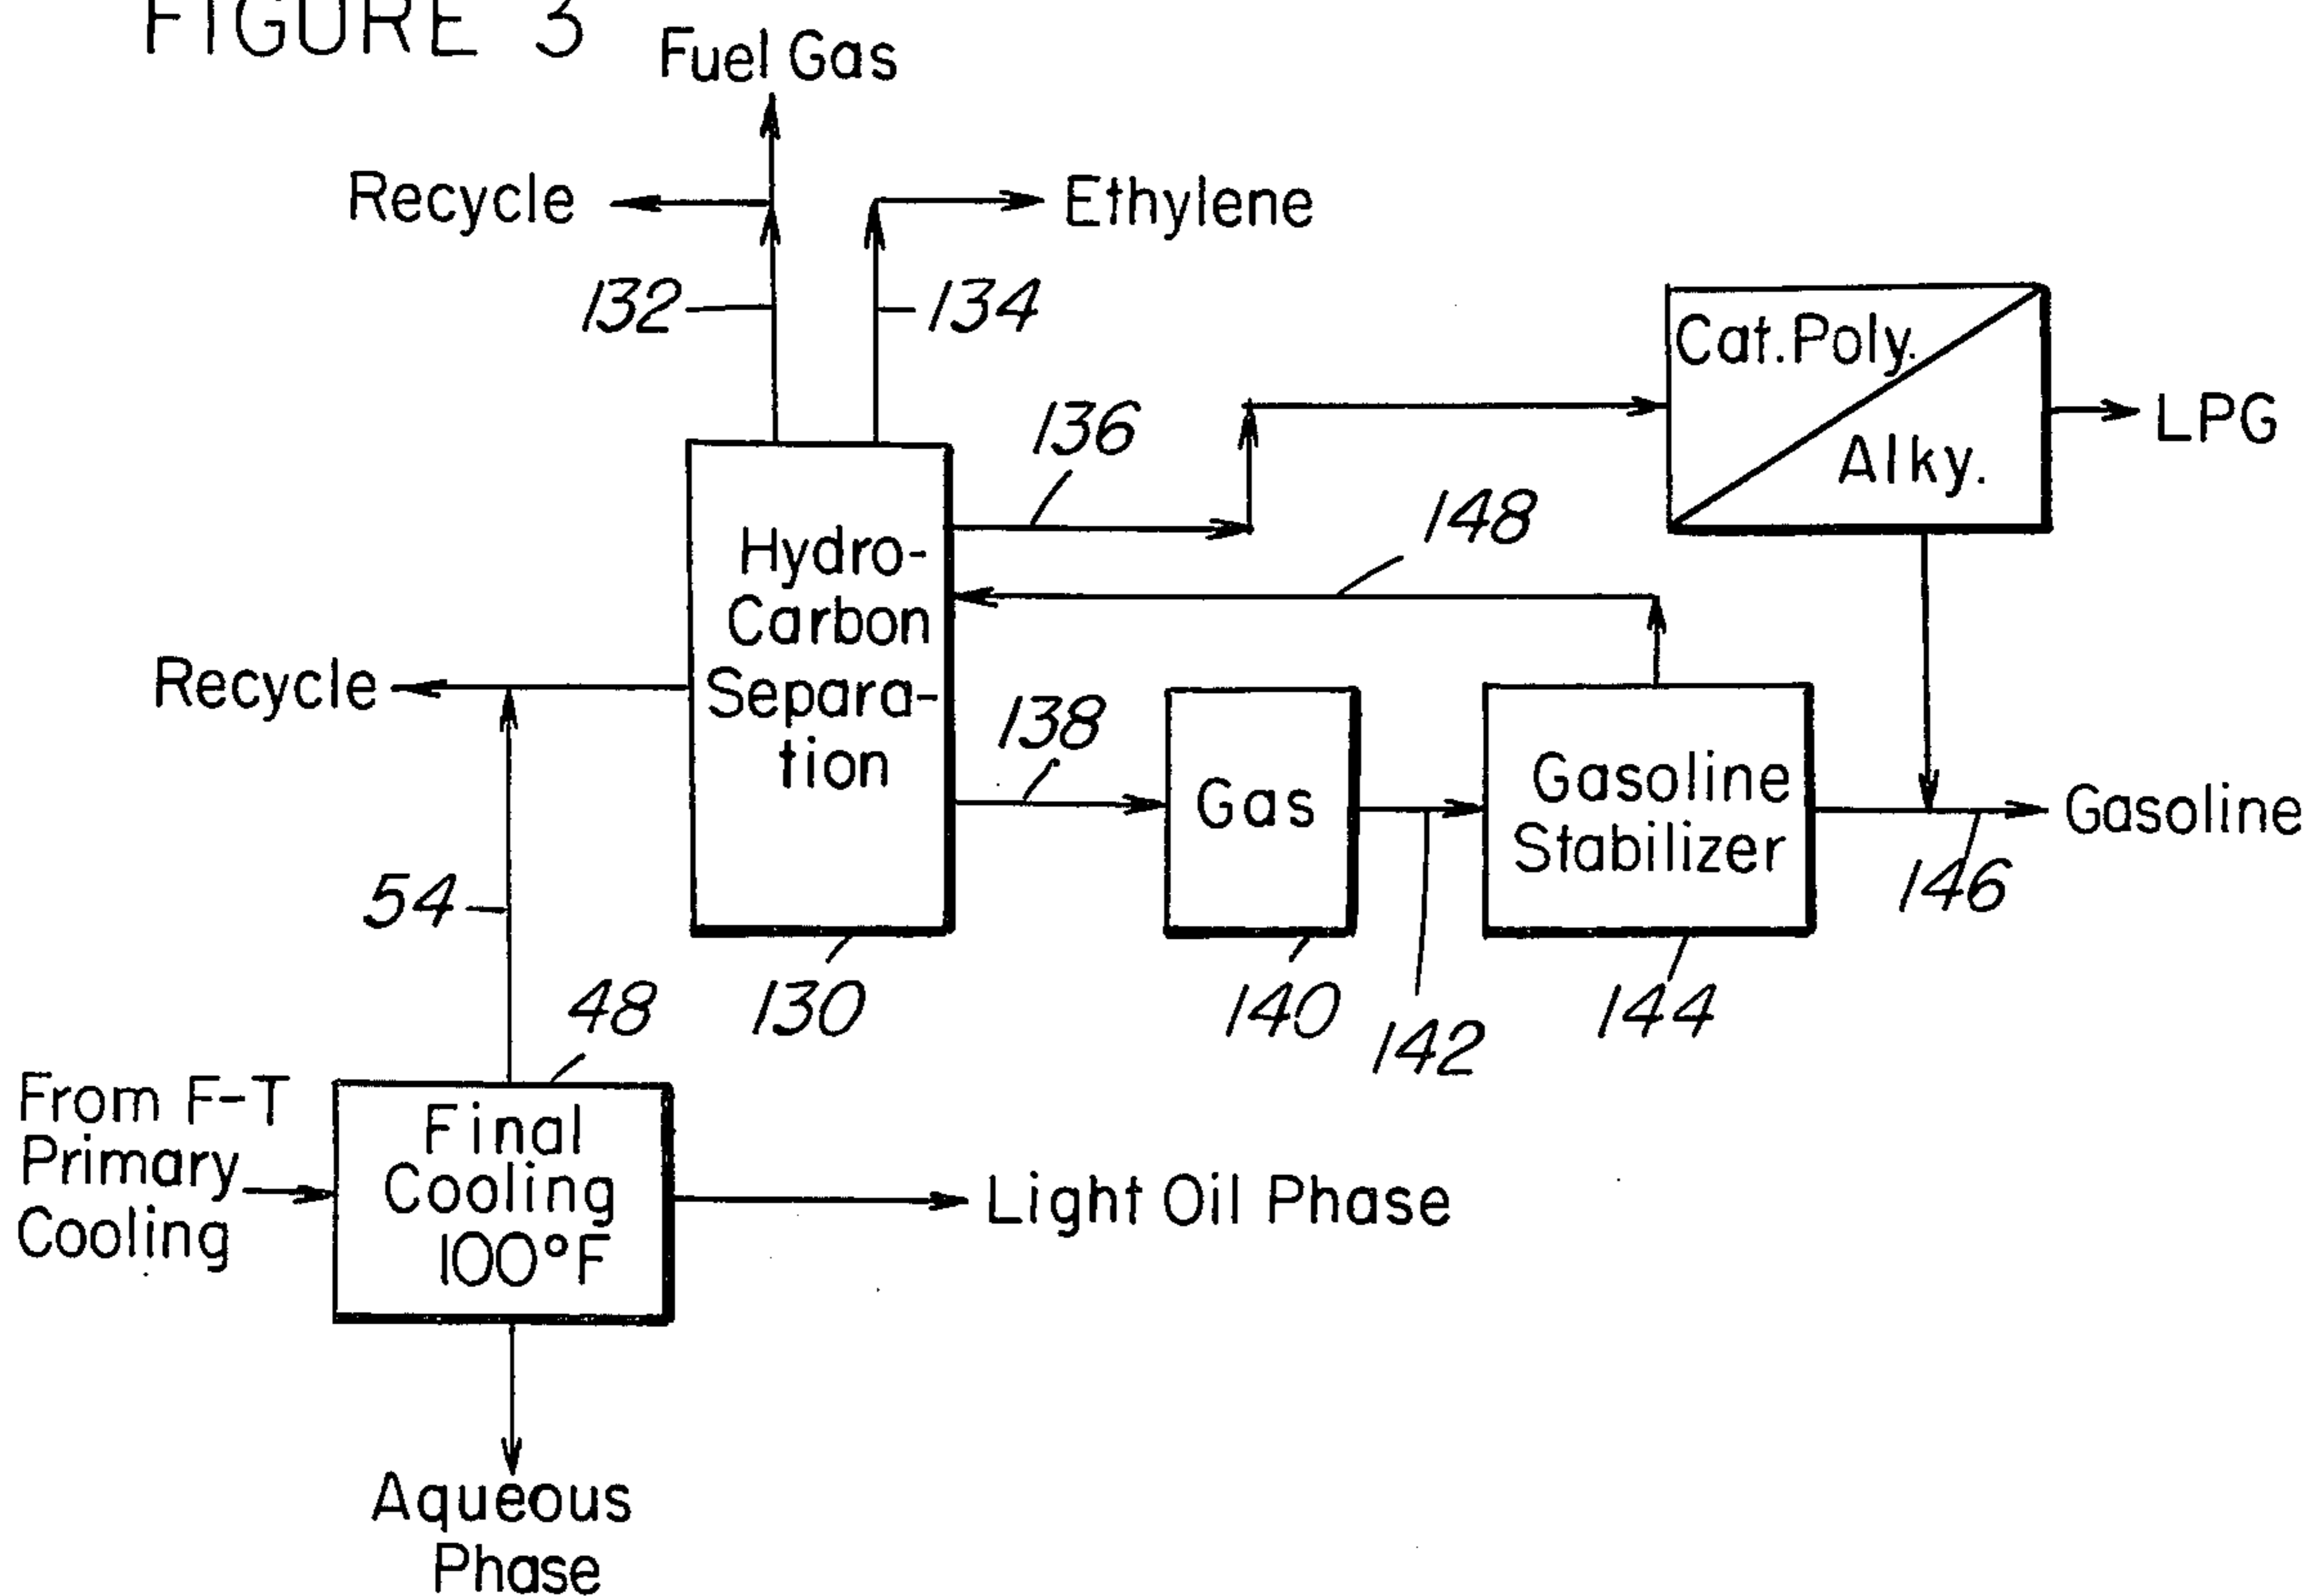 FIGURE 3
Fuel Gas
Recycle
Ethylene
132
134
Cat. Poly.
Alky.
LPG
136
148
Hydro-
Carbon
Separa-
tion
Recycle
138
Gas
Gasoline
Stabilizer
Gasoline
146
54
48
130
140
142
144
From F-T
Primary
Cooling
Final
Cooling
100°F
Light Oil Phase
Aqueous
Phase